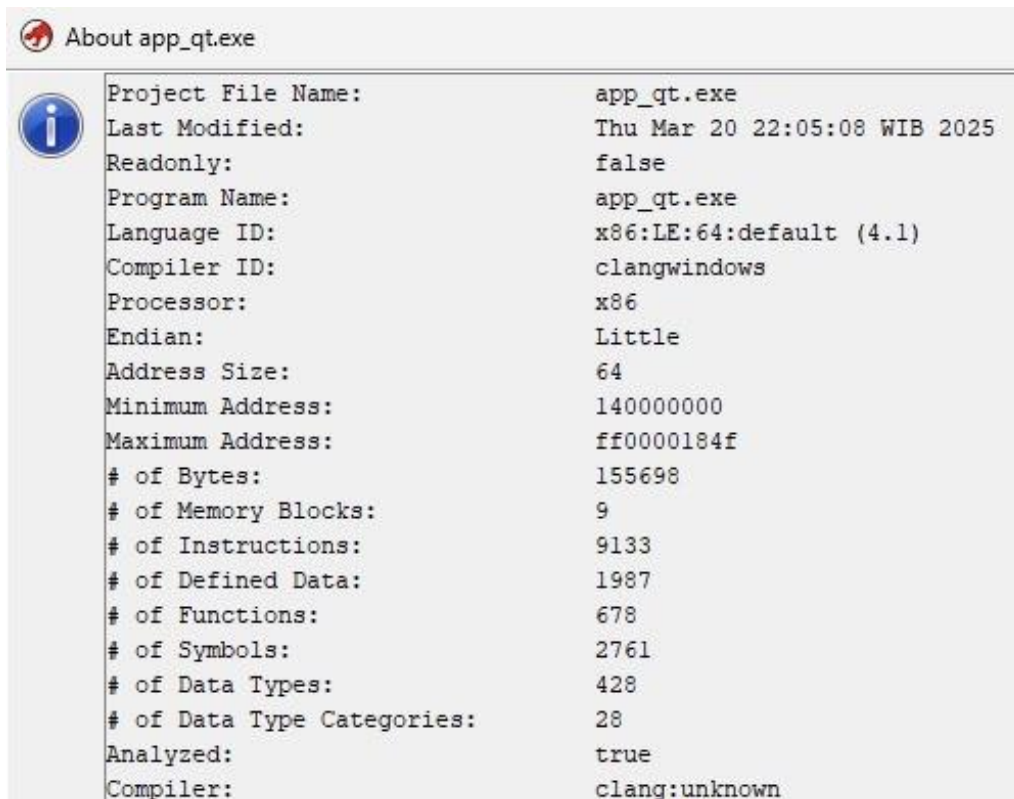 About app_qt.exe
Project File Name: app_qt.exe
Last Modified: Thu Mar 20 22:05:08 WIB 2025
Readonly: false
Program Name: app_qt.exe
Language ID: x86:LE:64:default (4.1)
Compiler ID: clangwindows
Processor: x86
Endian: Little
Address Size: 64
Minimum Address: 140000000
Maximum Address: ff0000184f
# of Bytes: 155698
# of Memory Blocks: 9
# of Instructions: 9133
# of Defined Data: 1987
# of Functions: 678
# of Symbols: 2761
# of Data Types: 428
# of Data Type Categories: 28
Analyzed: true
Compiler: clang:unknown